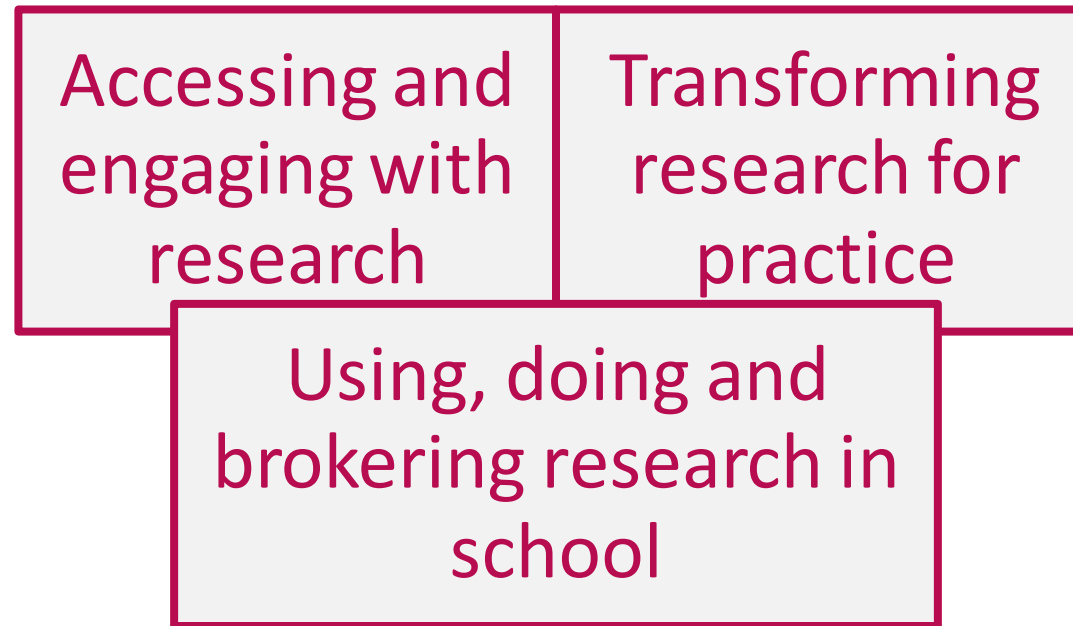 Accessing and
engaging with
research
Transforming
research for
practice
Using, doing and
brokering research in
school